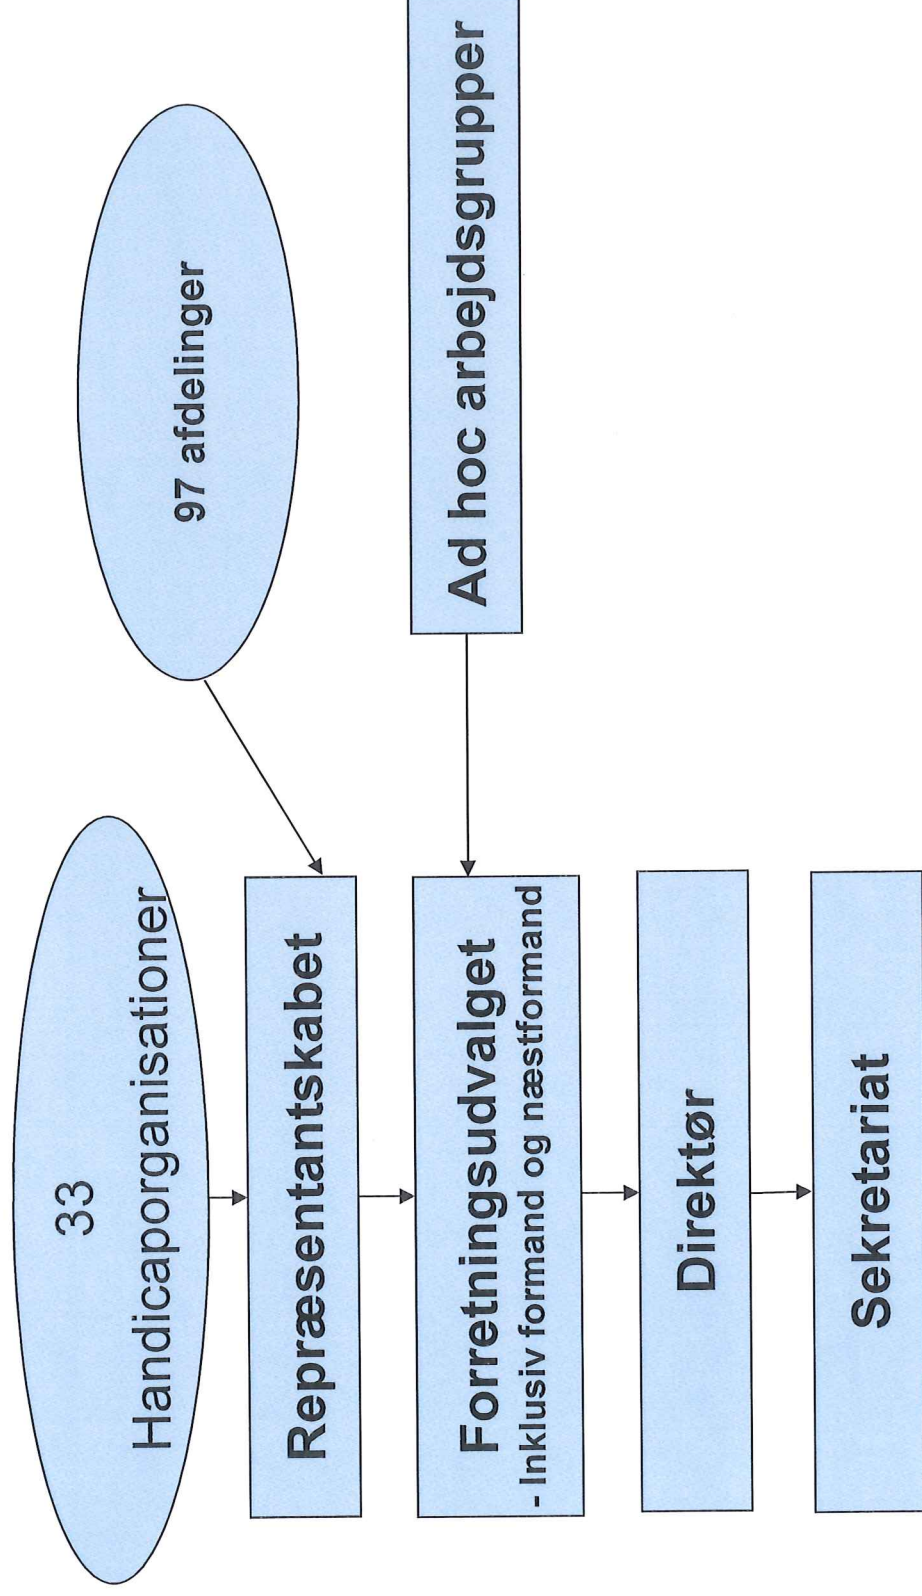 33
Handicaporganisationer
97 afdelinger
Repræsentantskabet
Forretningsudvalget
- Inklusiv formand og næstformand
Ad hoc arbejdsgrupper
Direktør
Sekretariat